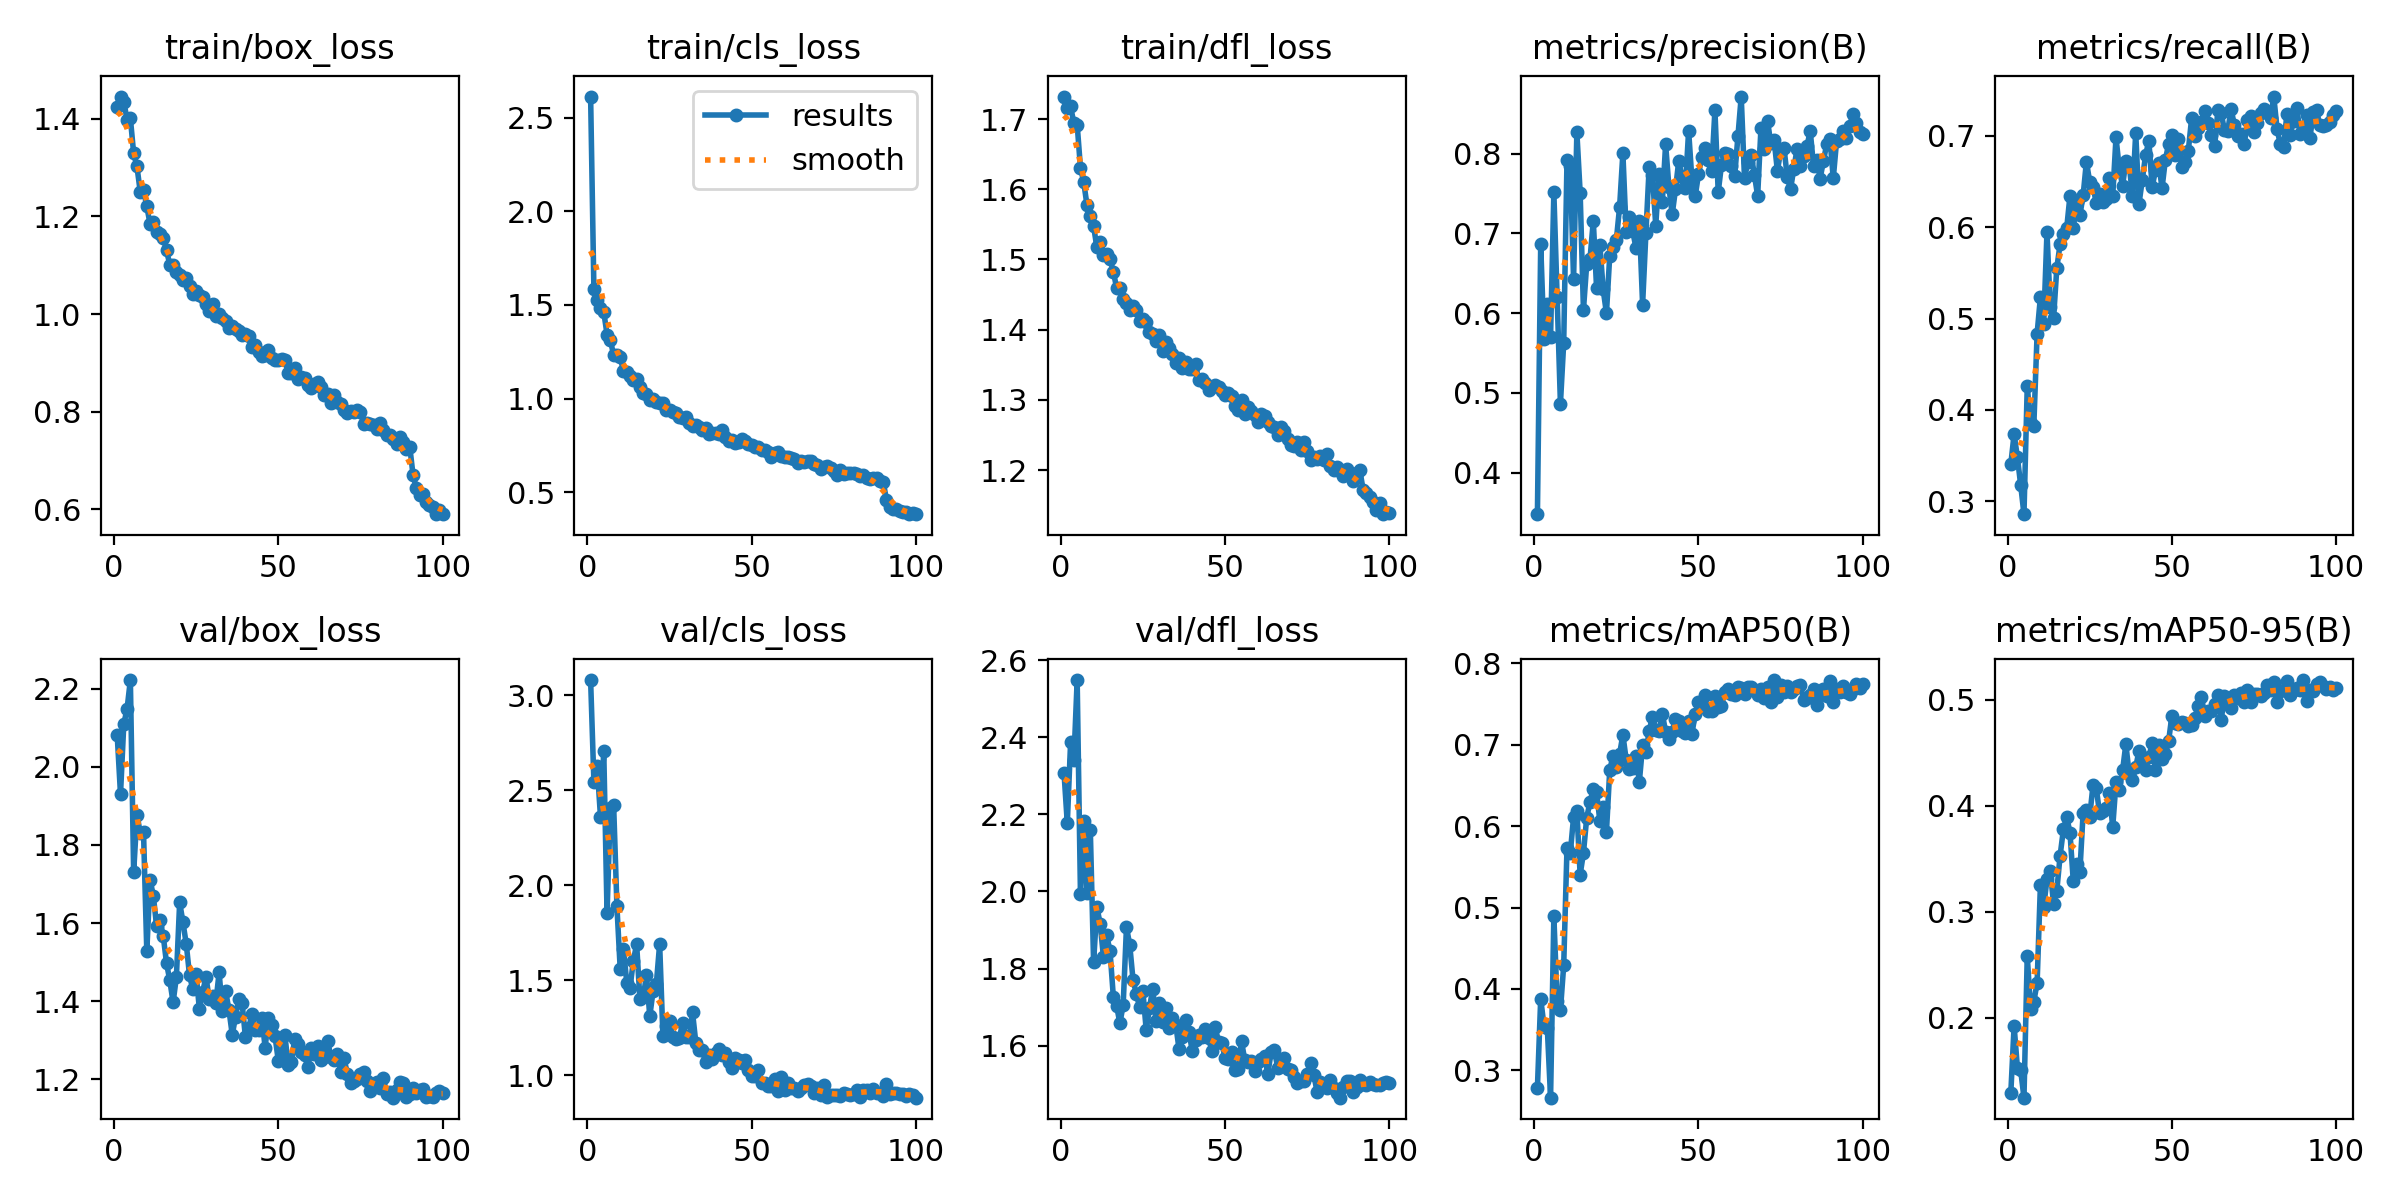 train/box_loss
1.4
1.2
1.0
0.8
0.6
0 50 100
train/cls_loss
results
smooth
2.5
2.0
1.5
1.0
0.5
0 50 100
train/dfl_loss
1.7
1.6
1.5
1.4
1.3
1.2
0 50 100
metrics/precision(B)
0.8
0.7
0.6
0.5
0.4
0 50 100
metrics/recall(B)
0.7
0.6
0.5
0.4
0.3
0 50 100
val/box_loss
2.2
2.0
1.8
1.6
1.4
1.2
0 50 100
val/cls_loss
3.0
2.5
2.0
1.5
1.0
0 50 100
val/dfl_loss
2.6
2.4
2.2
2.0
1.8
1.6
0 50 100
metrics/mAP50(B)
0.8
0.7
0.6
0.5
0.4
0.3
0 50 100
metrics/mAP50-95(B)
0.5
0.4
0.3
0.2
0 50 100